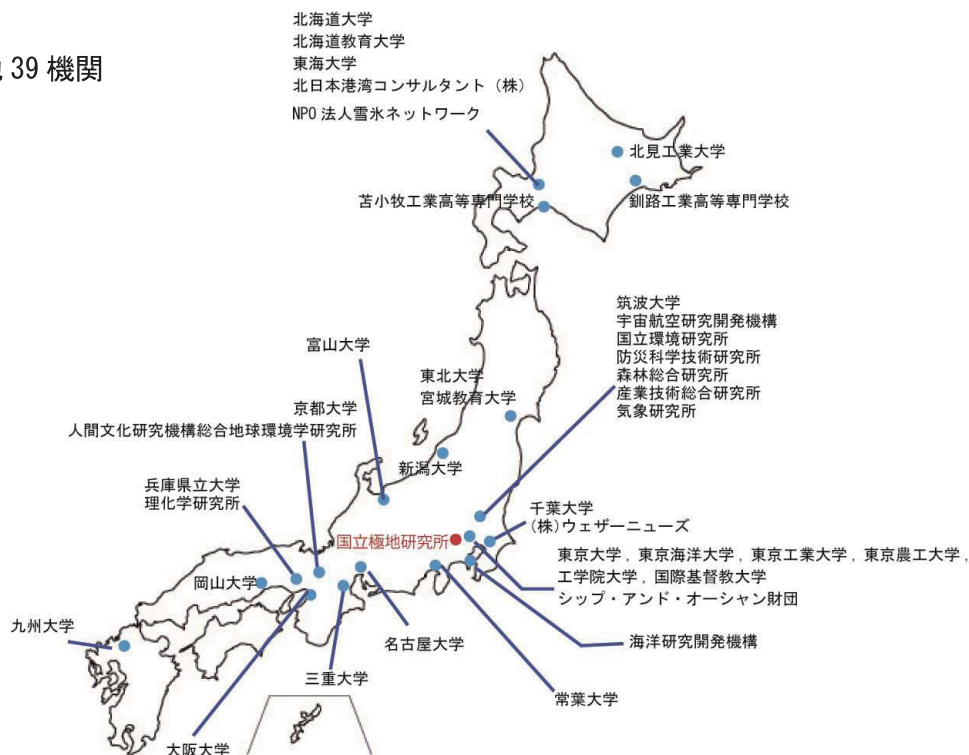 39 機関
北海道大学
北海道教育大学
東海大学
北日本港湾コンサルタント（株）
NPO 法人雪氷ネットワーク
北見工業大学
苫小牧工業高等専門学校
釧路工業高等専門学校
筑波大学
宇宙航空研究開発機構
国立環境研究所
防災科学技術研究所
森林総合研究所
産業技術総合研究所
気象研究所
富山大学
東北大学
宮城教育大学
京都大学
人間文化研究機構総合地球環境学研究所
新潟大学
兵庫県立大学
理化学研究所
千葉大学
(株)ウェザーニューズ
国立極地研究所
東京大学，東京海洋大学，東京工業大学，東京農工大学，
工学院大学，国際基督教大学
シップ・アンド・オーシャン財団
岡山大学
九州大学
名古屋大学
海洋研究開発機構
三重大学
常葉大学
大阪大学